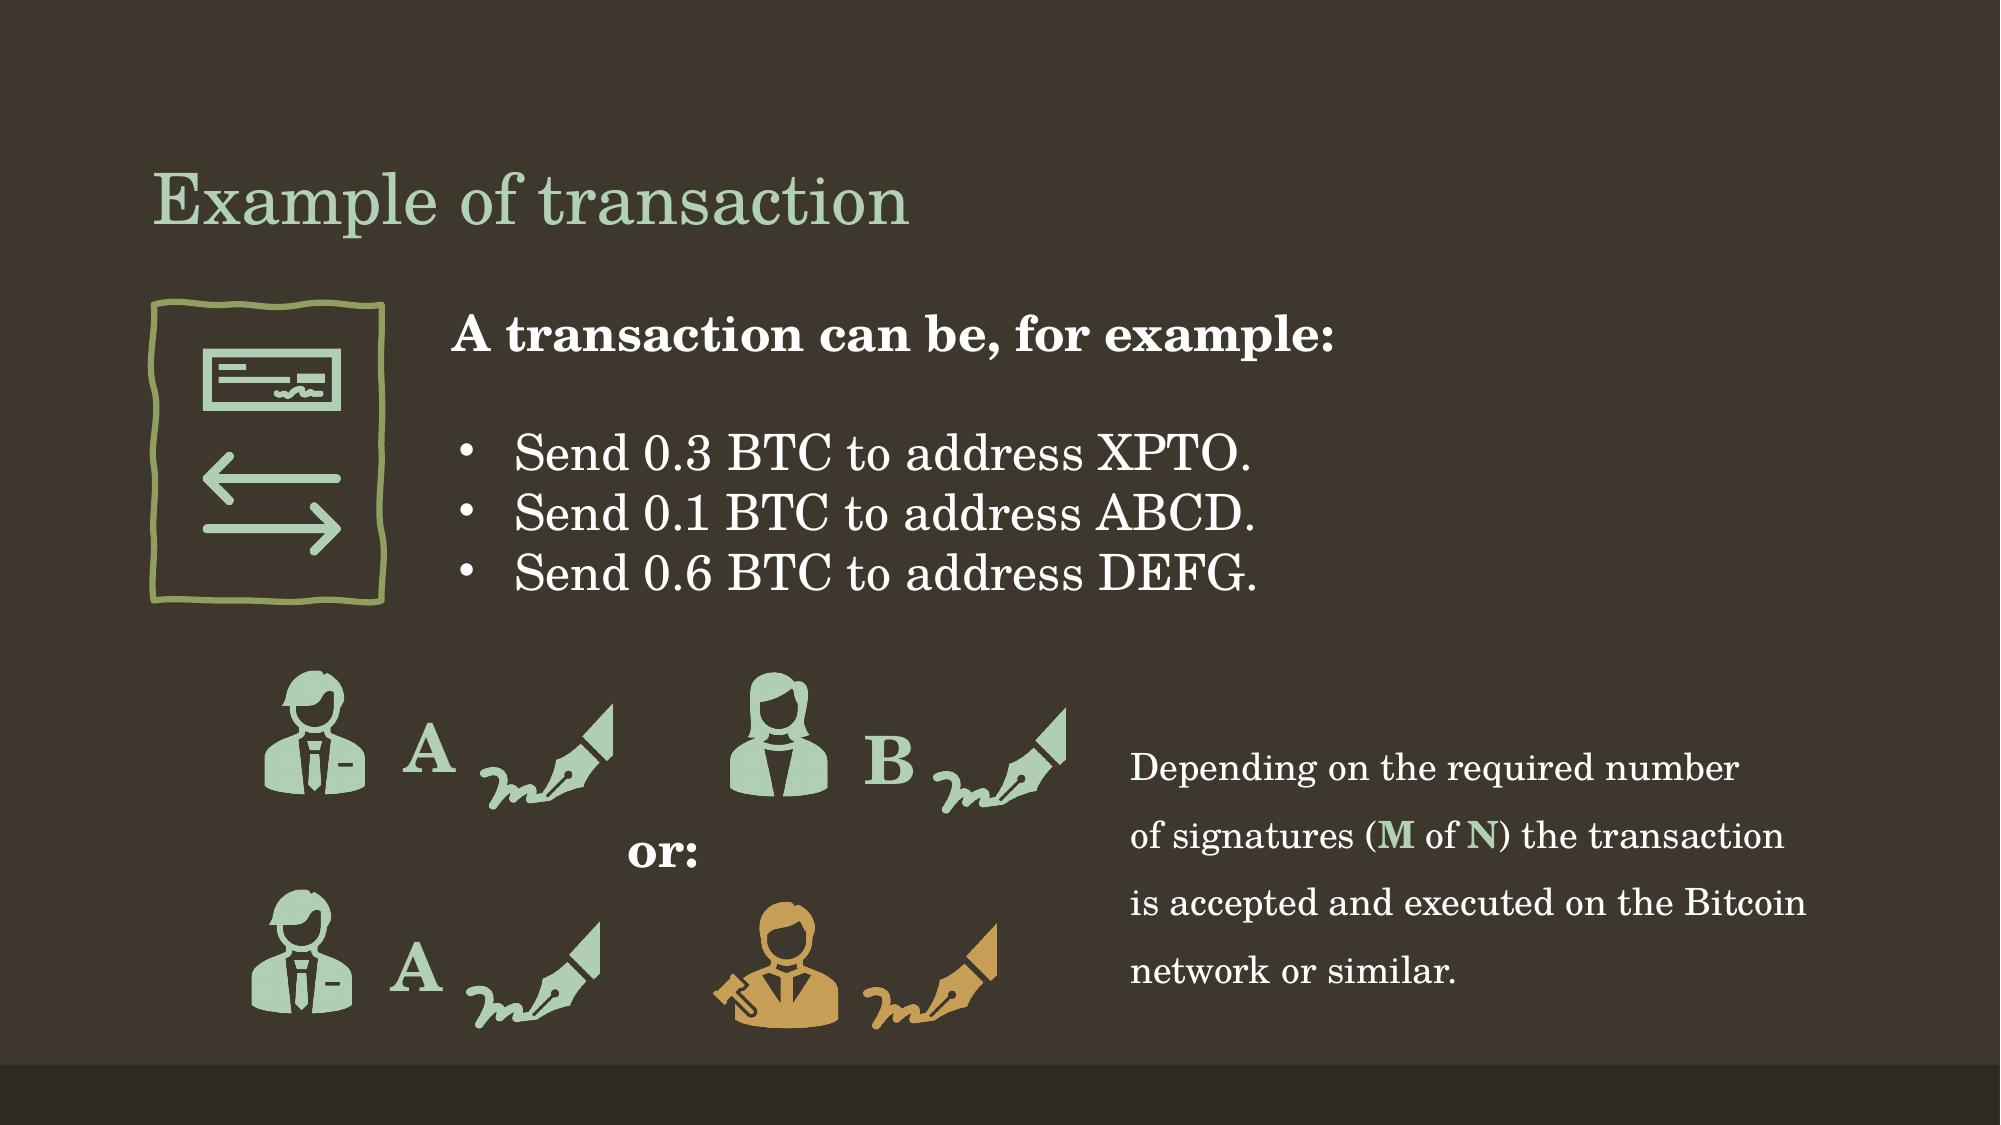 Example of transaction
A transaction can be, for example:
• Send 0.3 BTC to address XPTO.
• Send 0.1 BTC to address ABCD.
• Send 0.6 BTC to address DEFG.
A
B
or:
A
Depending on the required number
of signatures (M of N) the transaction
is accepted and executed on the Bitcoin
network or similar.